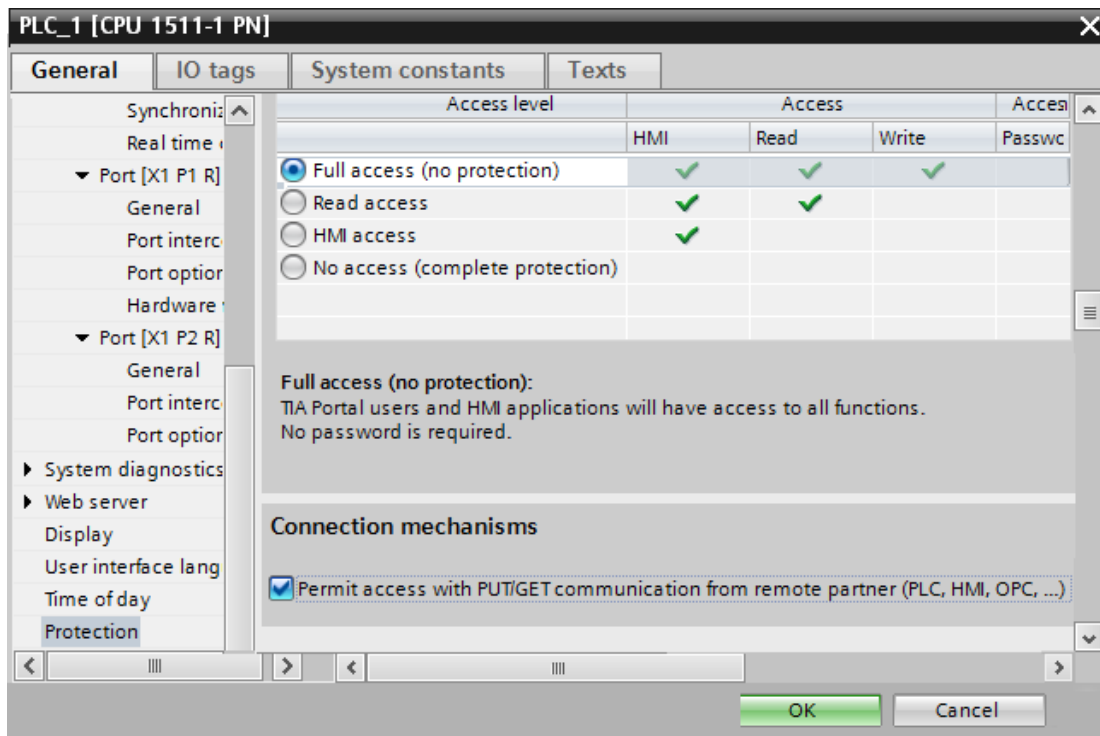 PLC_1 [CPU 1511-1 PN]
General IO tags System constants Texts
Synchroni
Real time
Port [X1 P1 R]
General
Port interc
Port option
Hardware
Port [X1 P2 R]
General
Port interc
Port option
System diagnostics
Web server
Display
User interface lang
Time of day
Protection
Access level Access Acces
HMI Read Write Passwo
Full access (no protection)
Read access
HMI access
No access (complete protection)
Full access (no protection):
TIA Portal users and HMI applications will have access to all functions.
No password is required.
Connection mechanisms
Permit access with PUT/GET communication from remote partner (PLC, HMI, OPC, ...)
OK Cancel